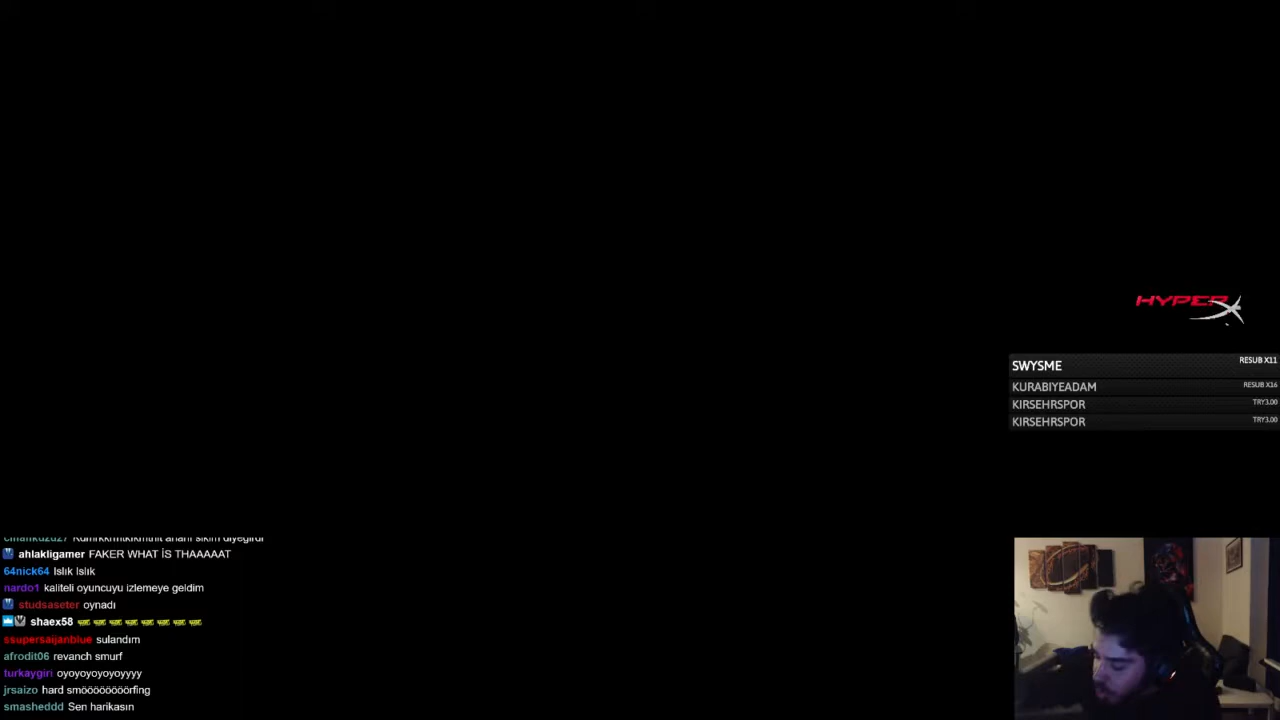 HYPERX
SWYSME RESUB X11
KURABIYEADAM RESUB X16
KIRSEHRSPOR TRY3.00
KIRSEHRSPOR TRY3.00
ahlakligamer FAKER WHAT İS THAAAAAT
64nick64 Islık Islık
nardo1 kaliteli oyuncuyu izlemeye geldim
studsaseter oynadı
shaex58
ssupersaijanblue sulandım
afrodit06 revanch smurf
turkaygiri oyoyoyoyoyoyyyy
jrsaizo hard smööööööörfing
smasheddd Sen harikasın